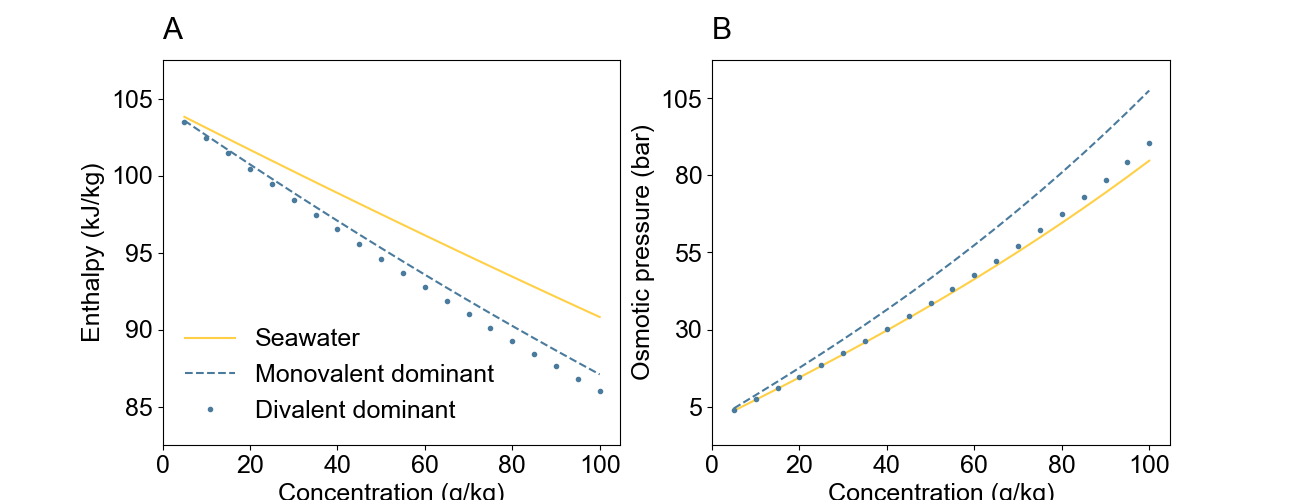 A
B
Enthalpy (kJ/kg)
105
100
95
90
85
Seawater
Monovalent dominant
Divalent dominant
0 20 40 60 80 100
Concentration (g/kg)
Osmotic pressure (bar)
105
80
55
30
5
0 20 40 60 80 100
Concentration (g/kg)